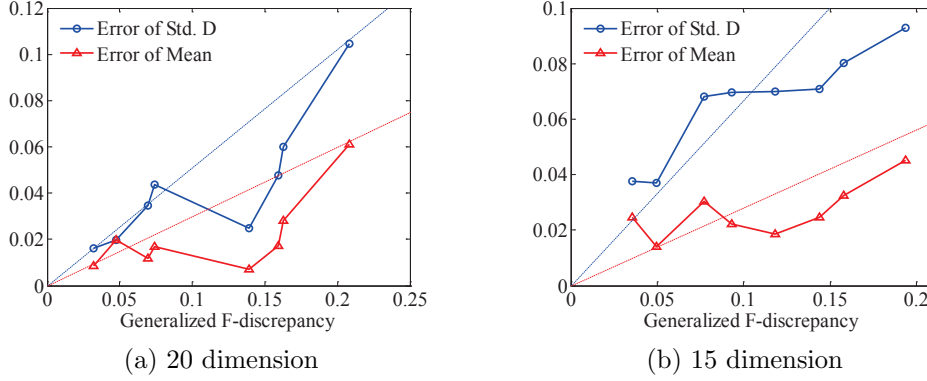 0.12
0.1
0.08
0.06
0.04
0.02
0
Error of Std. D
Error of Mean
0 0.05 0.1 0.15 0.2 0.25
Generalized F-discrepancy
(a) 20 dimension
0.1
0.08
0.06
0.04
0.02
0
Error of Std. D
Error of Mean
0 0.05 0.1 0.15 0.2
Generalized F-discrepancy
(b) 15 dimension